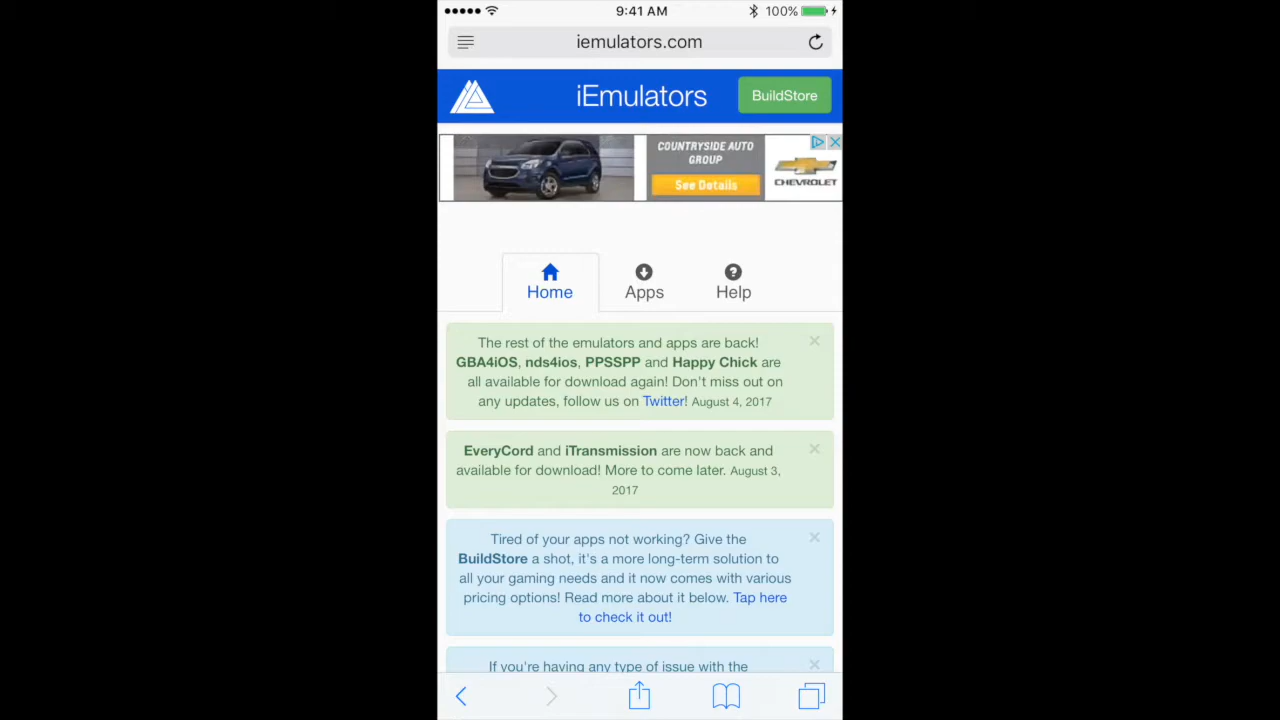 9:41 AM
100%
iemulators.com
iEmulators
BuildStore
COUNTRYSIDE AUTO
GROUP
See Details
CHEVROLET
Home
Apps
Help
The rest of the emulators and apps are back!
GBA4iOS, nds4ios, PPSSPP and Happy Chick are
all available for download again! Don't miss out on
any updates, follow us on Twitter! August 4, 2017
EveryCord and iTransmission are now back and
available for download! More to come later. August 3,
2017
Tired of your apps not working? Give the
BuildStore a shot, it's a more long-term solution to
all your gaming needs and it now comes with various
pricing options! Read more about it below. Tap here
to check it out!
If you're having any type of issue with the